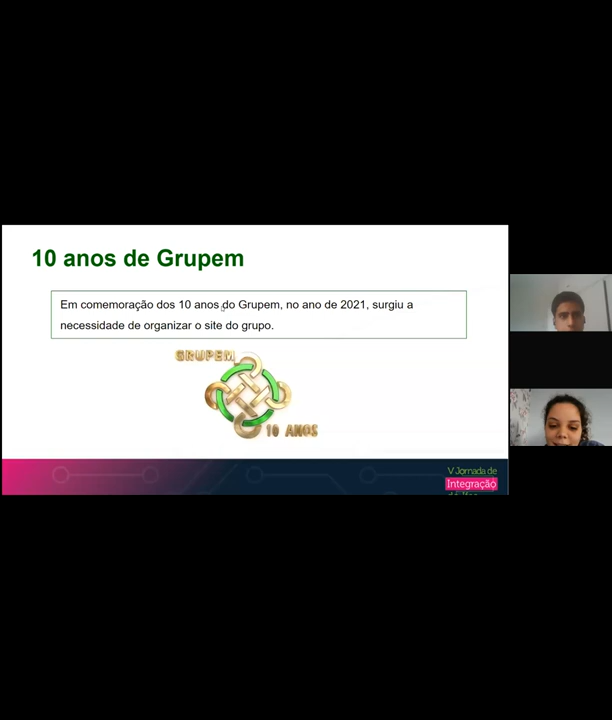 10 anos de Grupem
Em comemoração dos 10 anos do Grupem, no ano de 2021, surgiu a
necessidade de organizar o site do grupo.
GRUPEM
10 ANOS
V Jornada de
Integração